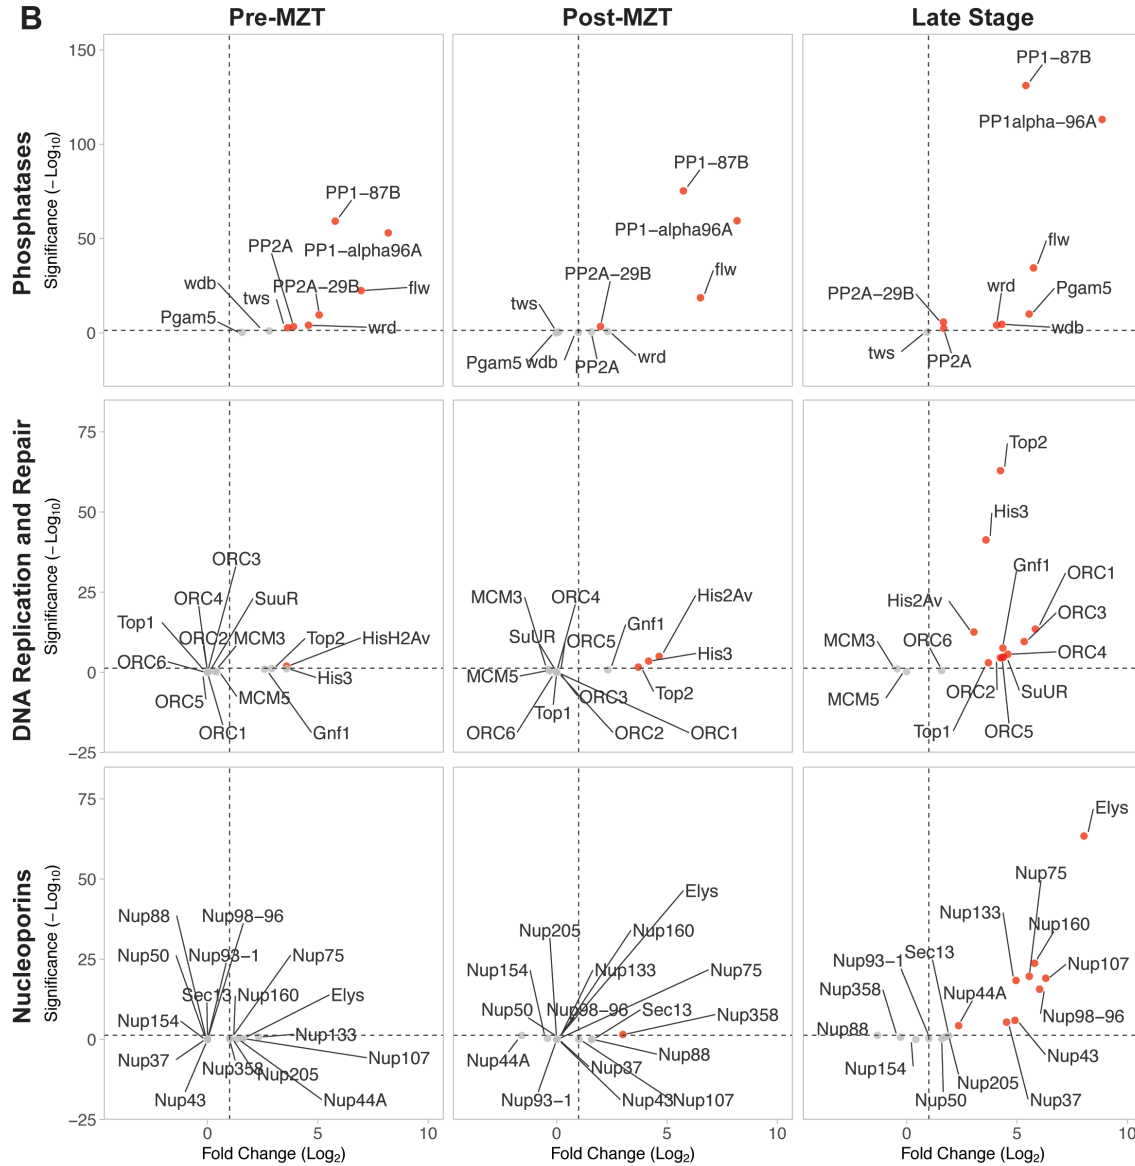 B
Pre-MZT
Post-MZT
Late Stage
Phosphatases
Significance (−Log10)
150
100
50
0
PP1−87B
PP2A
PP1−alpha96A
wdb
tws
PP2A−29B
flw
Pgam5
wrd
PP1−87B
PP1−alpha96A
PP2A−29B
flw
tws
Pgam5
wdb
PP2A
wrd
PP1−87B
PP1alpha−96A
flw
PP2A−29B
wrd
Pgam5
wdb
tws
PP2A
DNA Replication and Repair
Significance (−Log10)
75
50
25
0
−25
ORC3
ORC4
SuuR
Top1
ORC2
MCM3
Top2
HisH2Av
ORC6
His3
ORC5
MCM5
ORC1
Gnf1
MCM3
ORC4
His2Av
SuUR
ORC5
Gnf1
His3
MCM5
ORC3
Top2
Top1
ORC6
ORC2
ORC1
Top2
His3
Gnf1
ORC1
His2Av
ORC3
MCM3
ORC6
ORC4
MCM5
ORC2
SuUR
Top1
ORC5
Nucleoporins
Significance (−Log10)
75
50
25
0
−25
Nup88
Nup98−96
Nup50
Nup93−1
Nup75
Sec13
Nup160
Elys
Nup154
Nup133
Nup37
Nup358
Nup205
Nup107
Nup43
Nup44A
Elys
Nup205
Nup160
Nup154
Nup133
Nup75
Nup50
Nup98−96
Sec13
Nup358
Nup44A
Nup37
Nup88
Nup93−1
Nup43
Nup107
Elys
Nup75
Nup133
Nup160
Nup93−1
Sec13
Nup107
Nup358
Nup44A
Nup98−96
Nup88
Nup43
Nup154
Nup205
Nup50
Nup37
0
5
10
0
5
10
0
5
10
Fold Change (Log2)
Fold Change (Log2)
Fold Change (Log2)